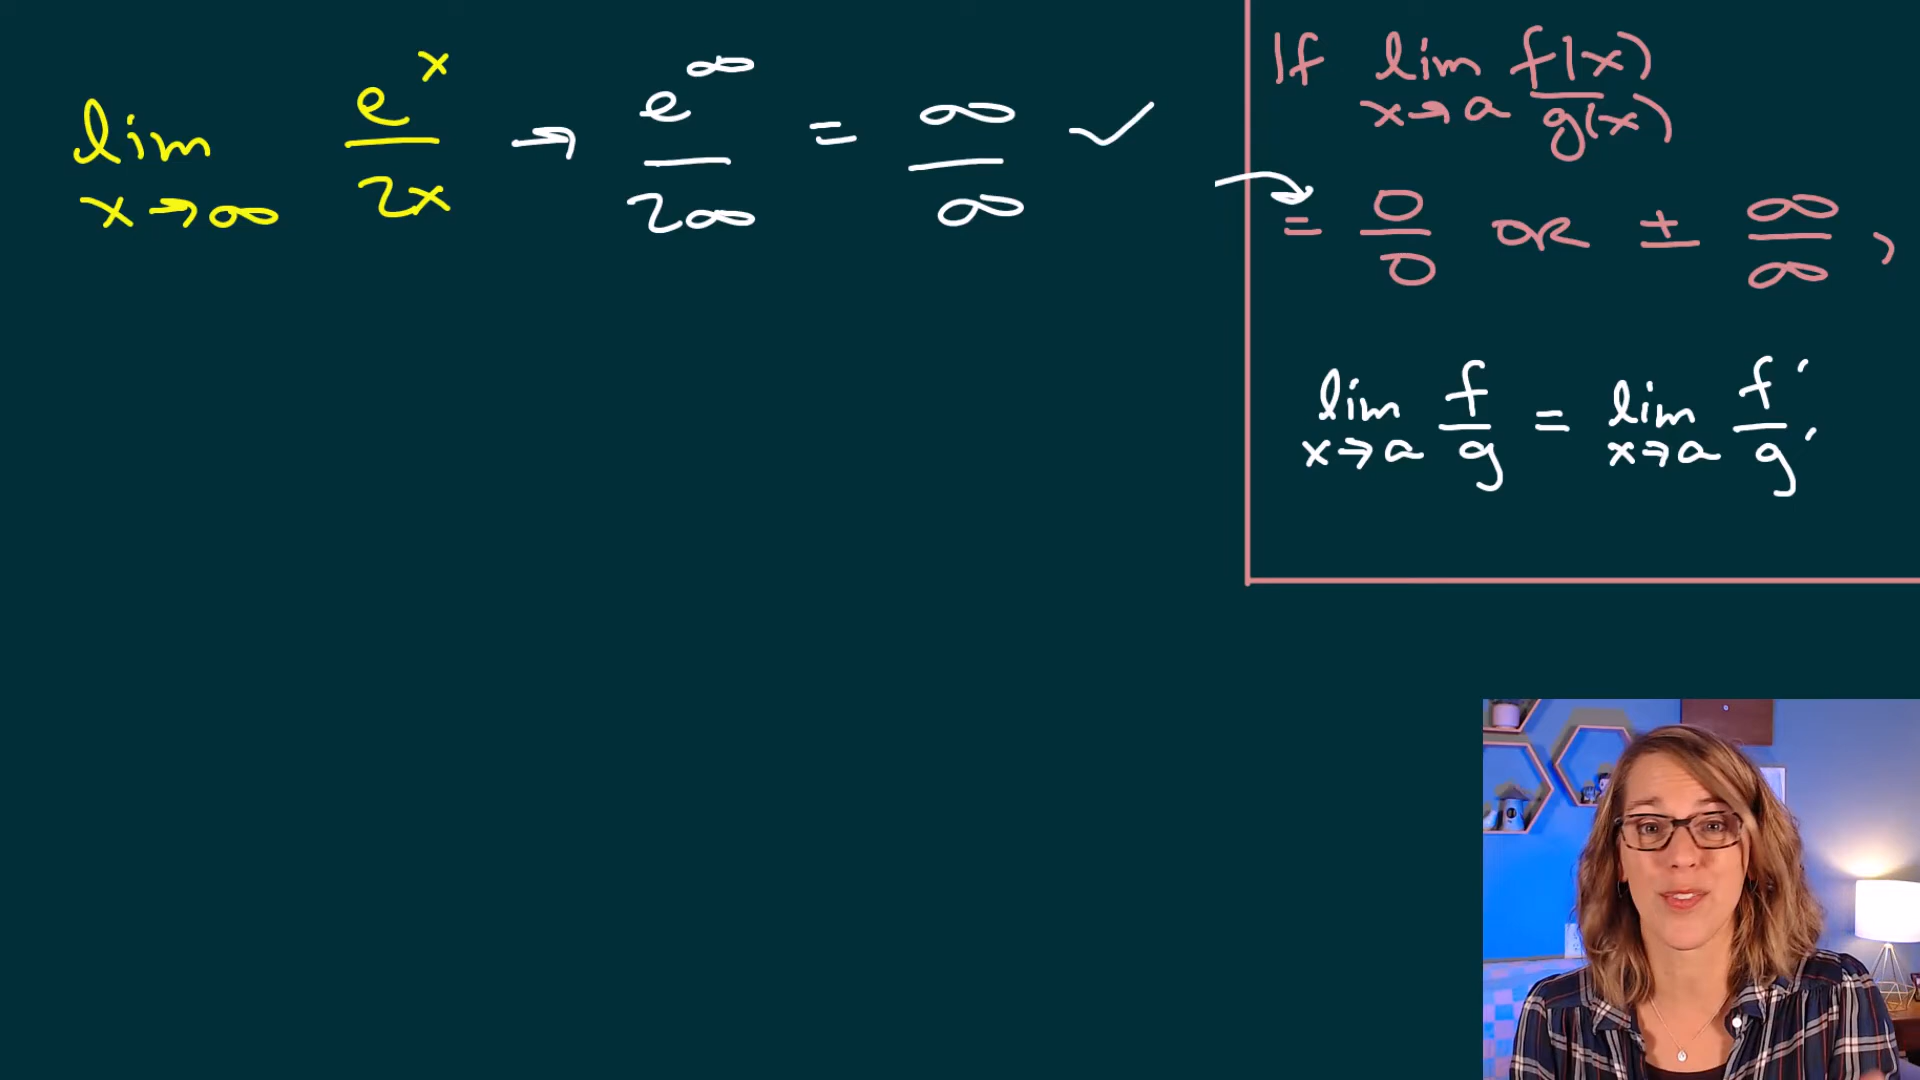 lim x→∞ e^x/2x → e^∞/2∞ = ∞/∞ ✓
If lim x→a f(x)/g(x)
= 0/0 OR ± ∞/∞ ,
lim x→a f/g = lim x→a f'/g'